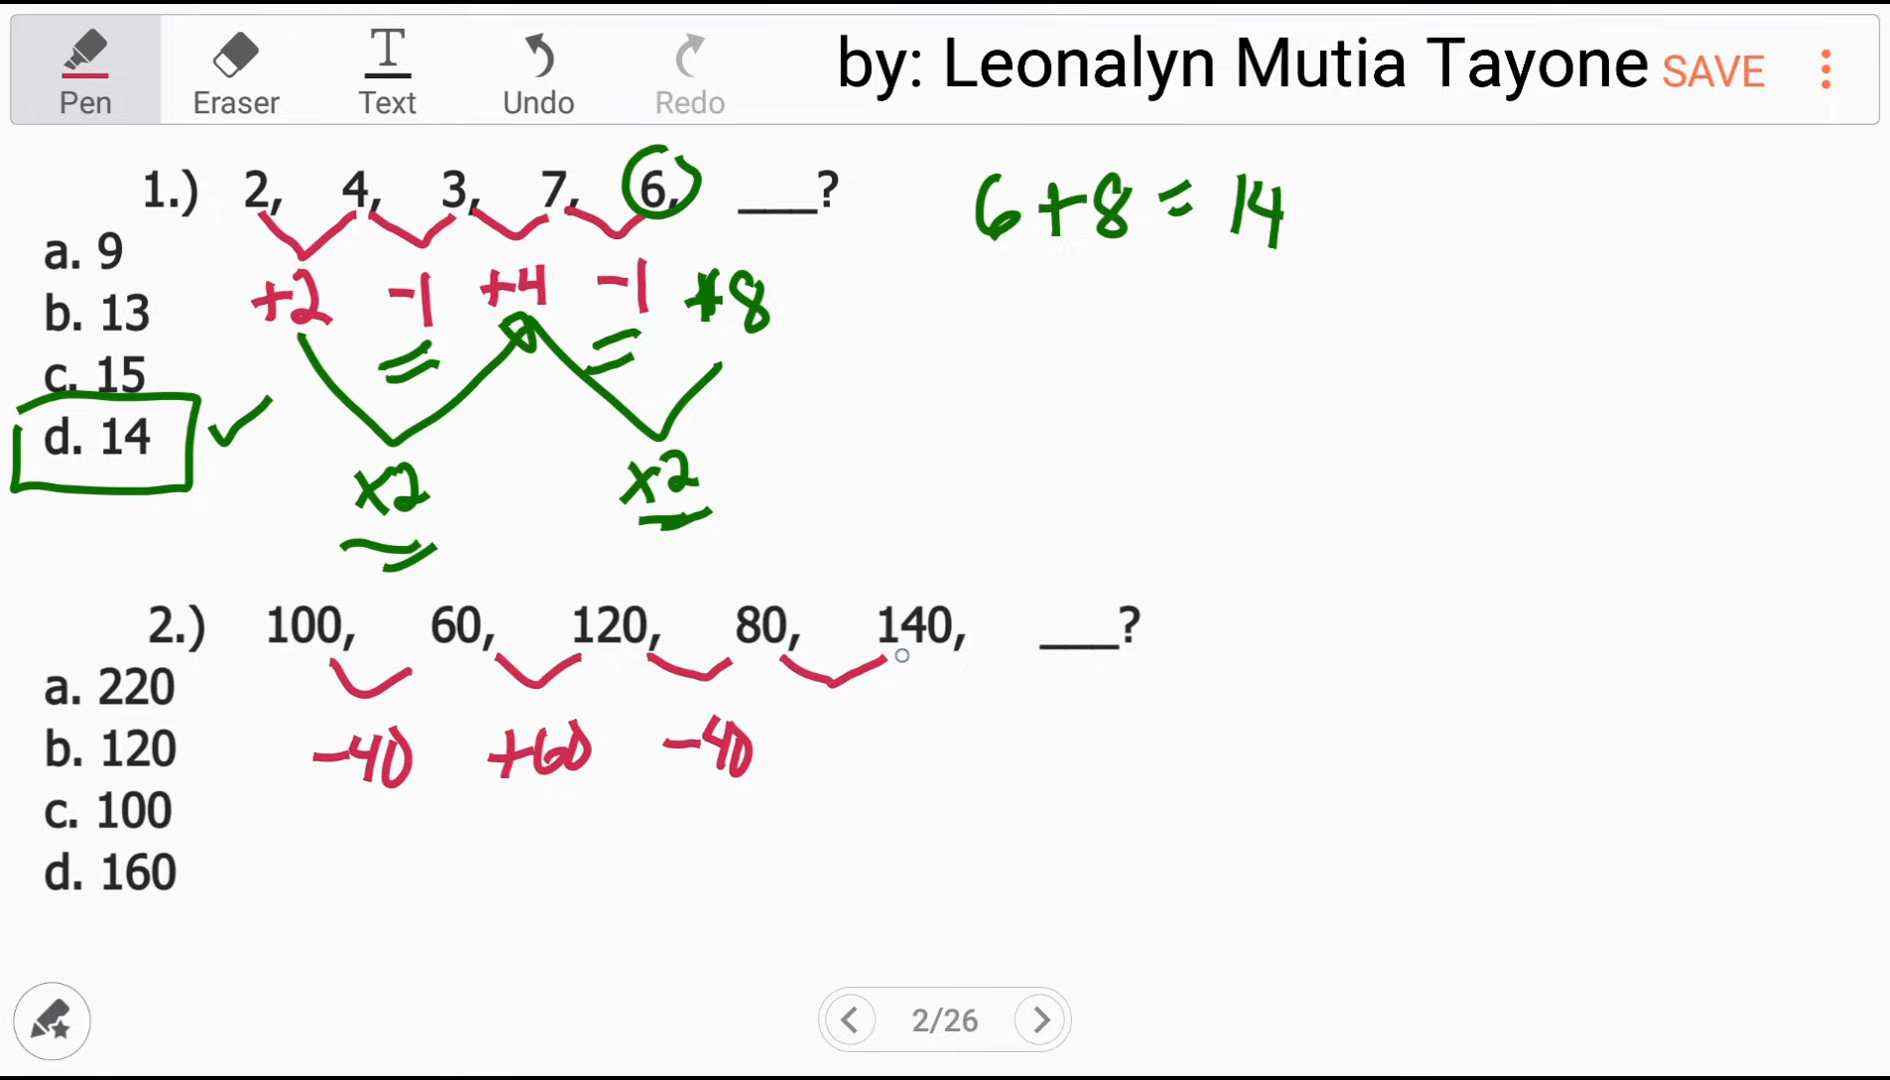 Pen Eraser Text Undo Redo by: Leonalyn Mutia Tayone SAVE
1.) 2, 4, 3, 7, 6, ___? 6+8 = 14
a. 9
+2 -1 +4 -1 +8
b. 13
c. 15
d. 14
x2 x2
2.) 100, 60, 120, 80, 140, ___?
a. 220
b. 120 -40 +60 -40
c. 100
d. 160
2/26